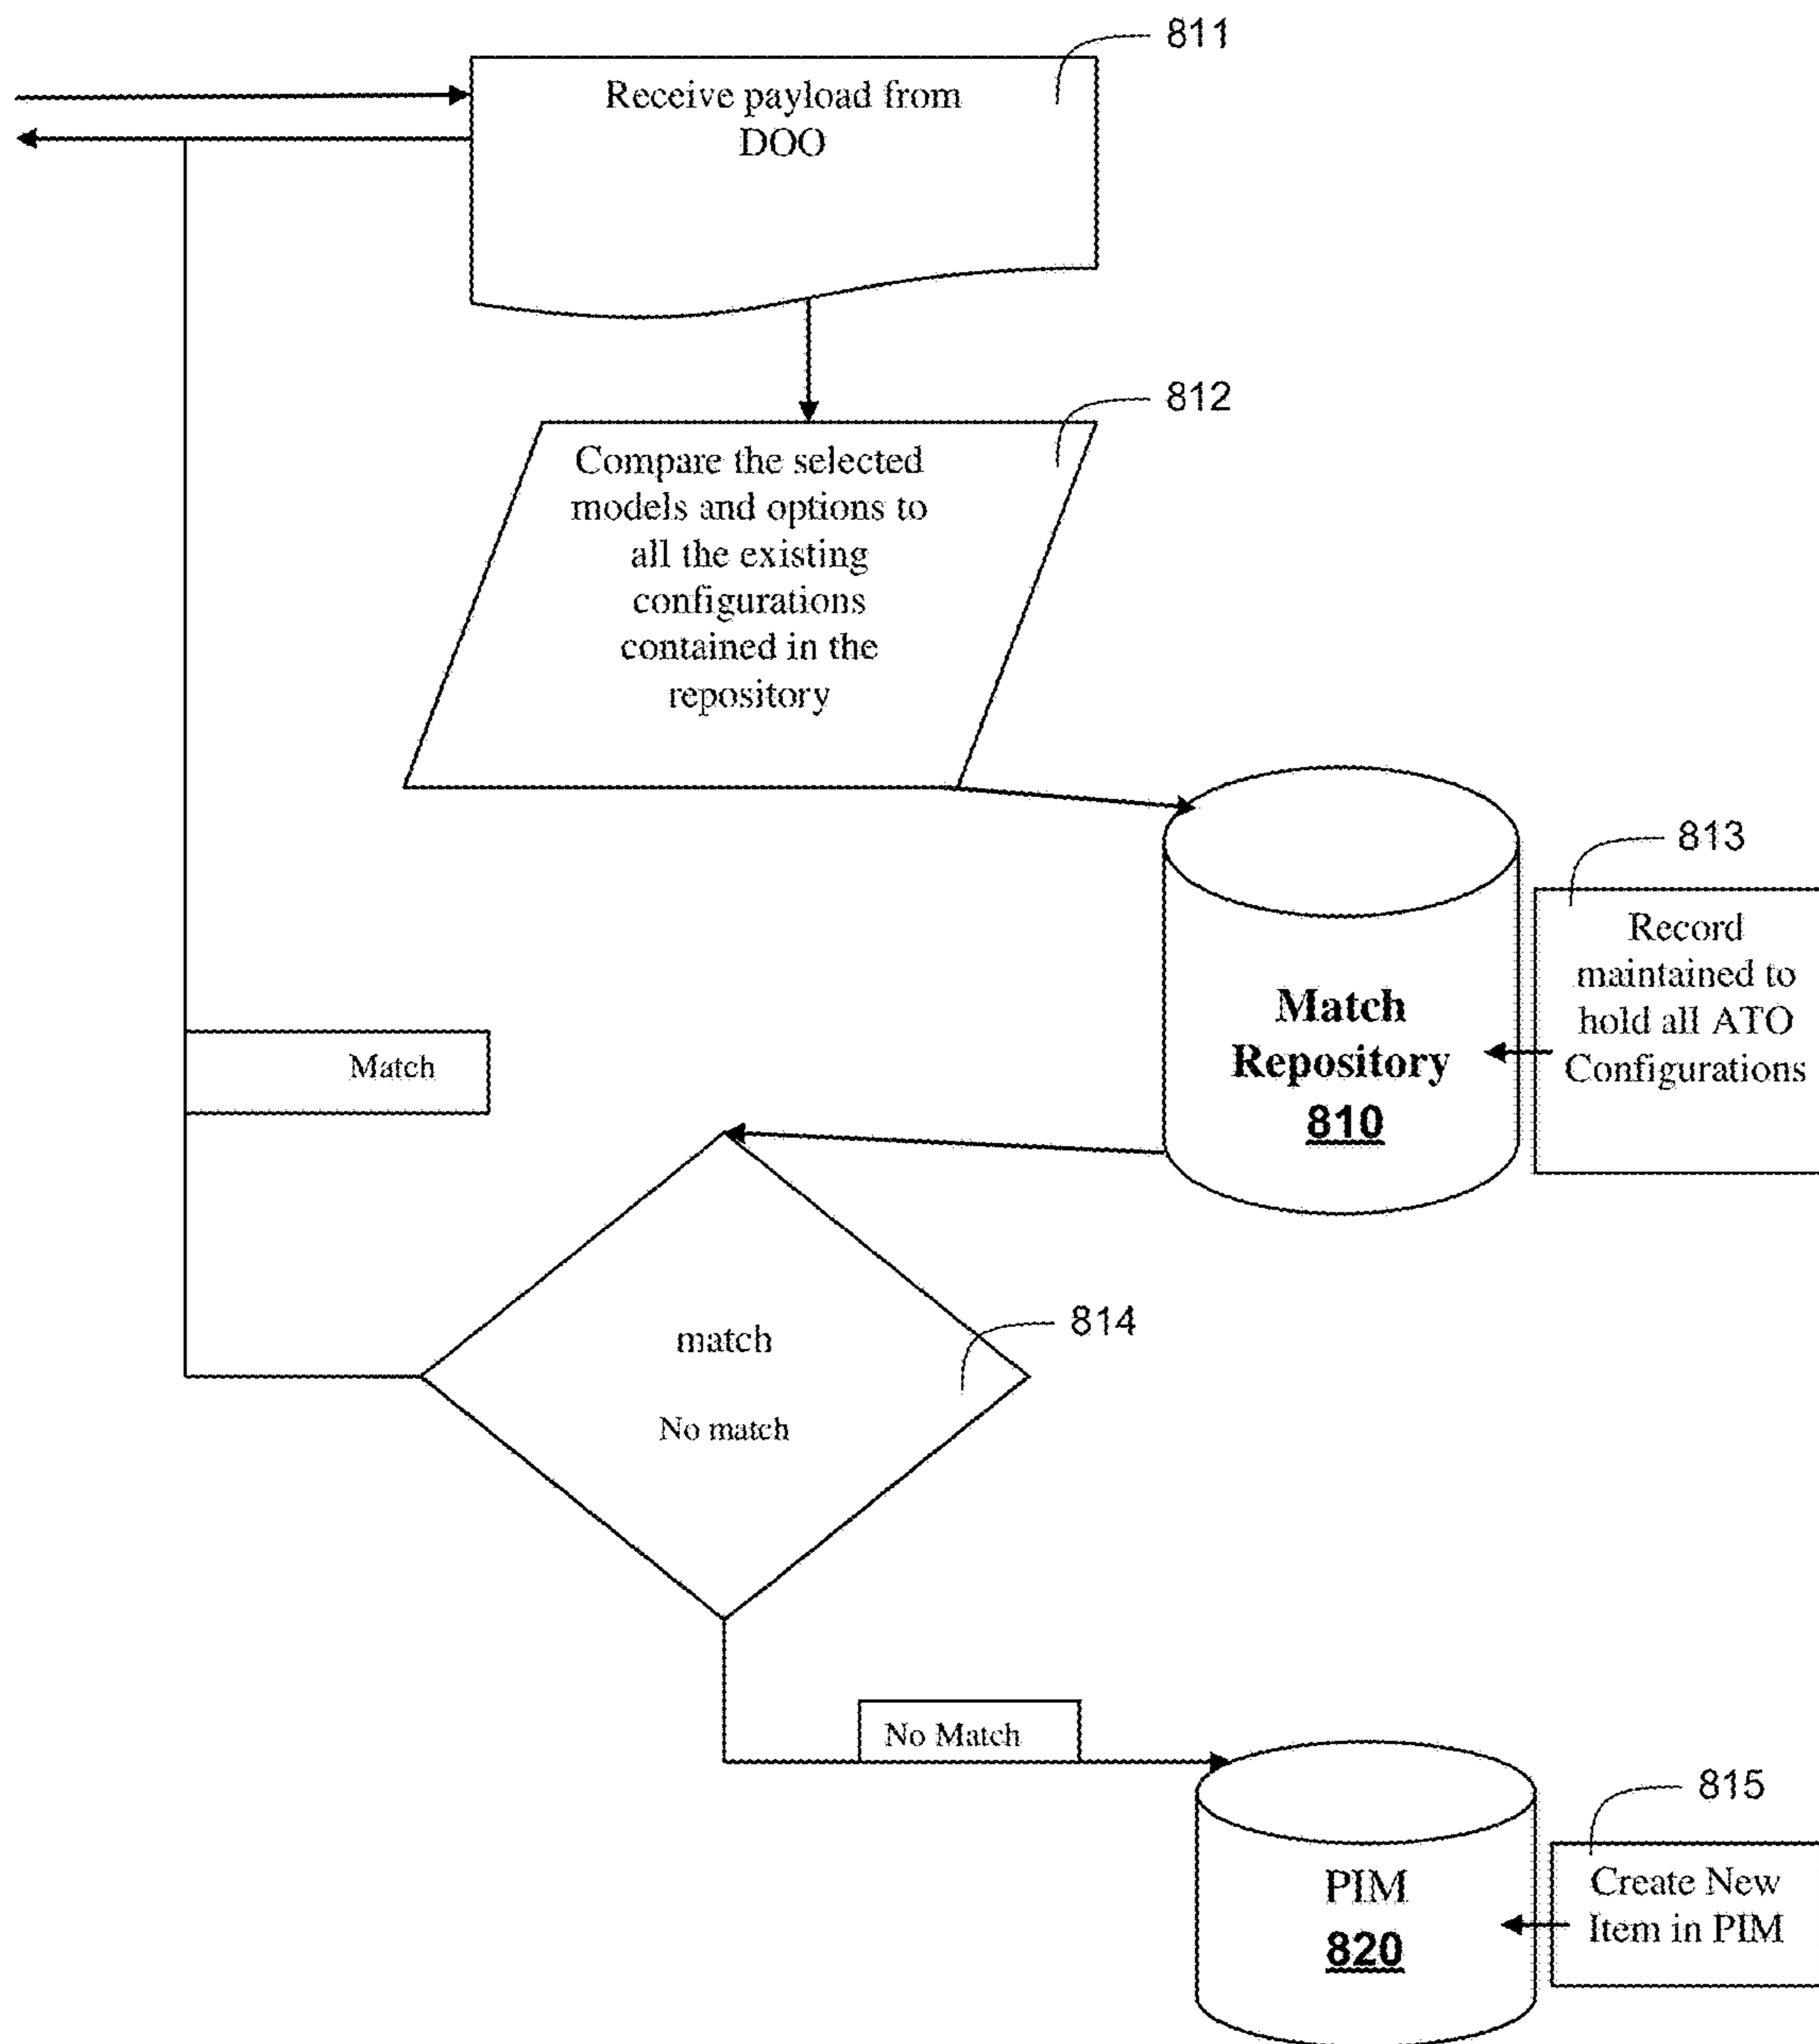 811
Receive payload from
DOO
812
Compare the selected
models and options to
all the existing
configurations
contained in the
repository
813
Record
maintained to
hold all ATO
Configurations
Match
Repository
810
Match
814
match
No match
No Match
815
PIM
820
Create New
Item in PIM